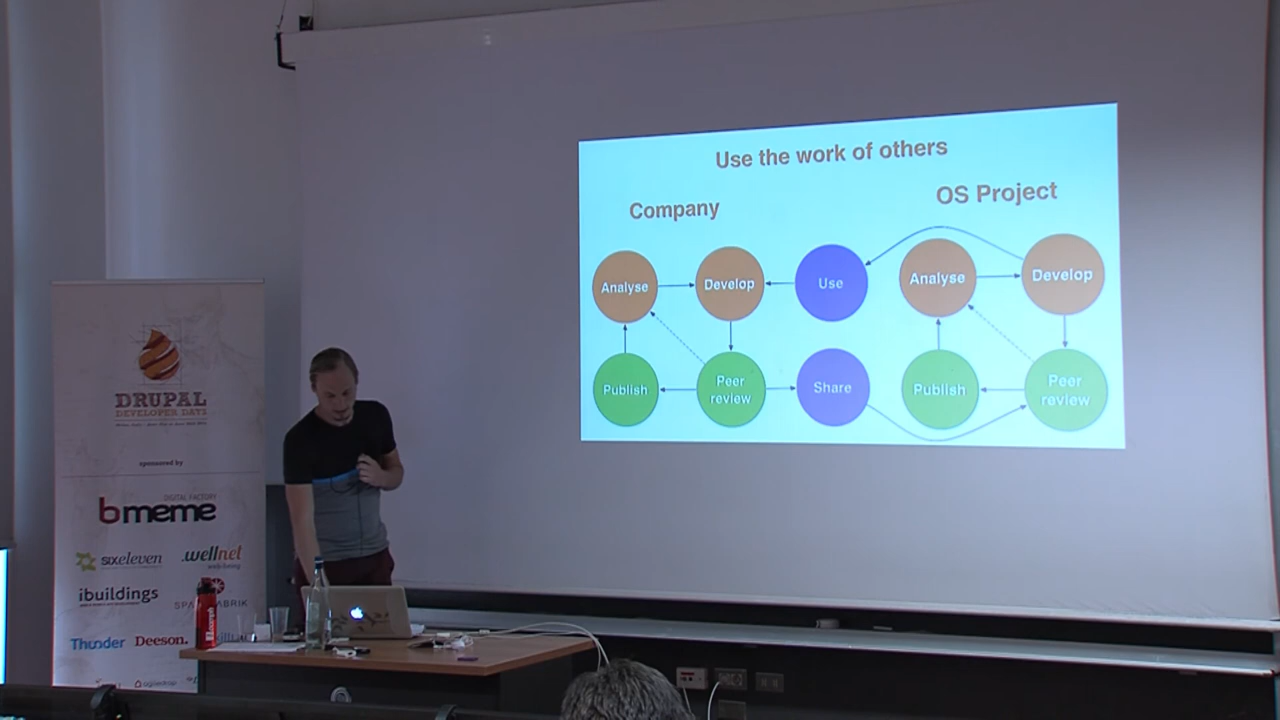 Use the work of others
Company
OS Project
Analyse
Develop
Use
Analyse
Develop
Publish
Peer
review
Share
Publish
Peer
review
DRUPAL
DEVELOPER DAYS
sponsored by
DIGITAL FACTORY
bmeme
sixeleven
.wellnet
ibuildings
Thunder
Deeson.
agiledrop